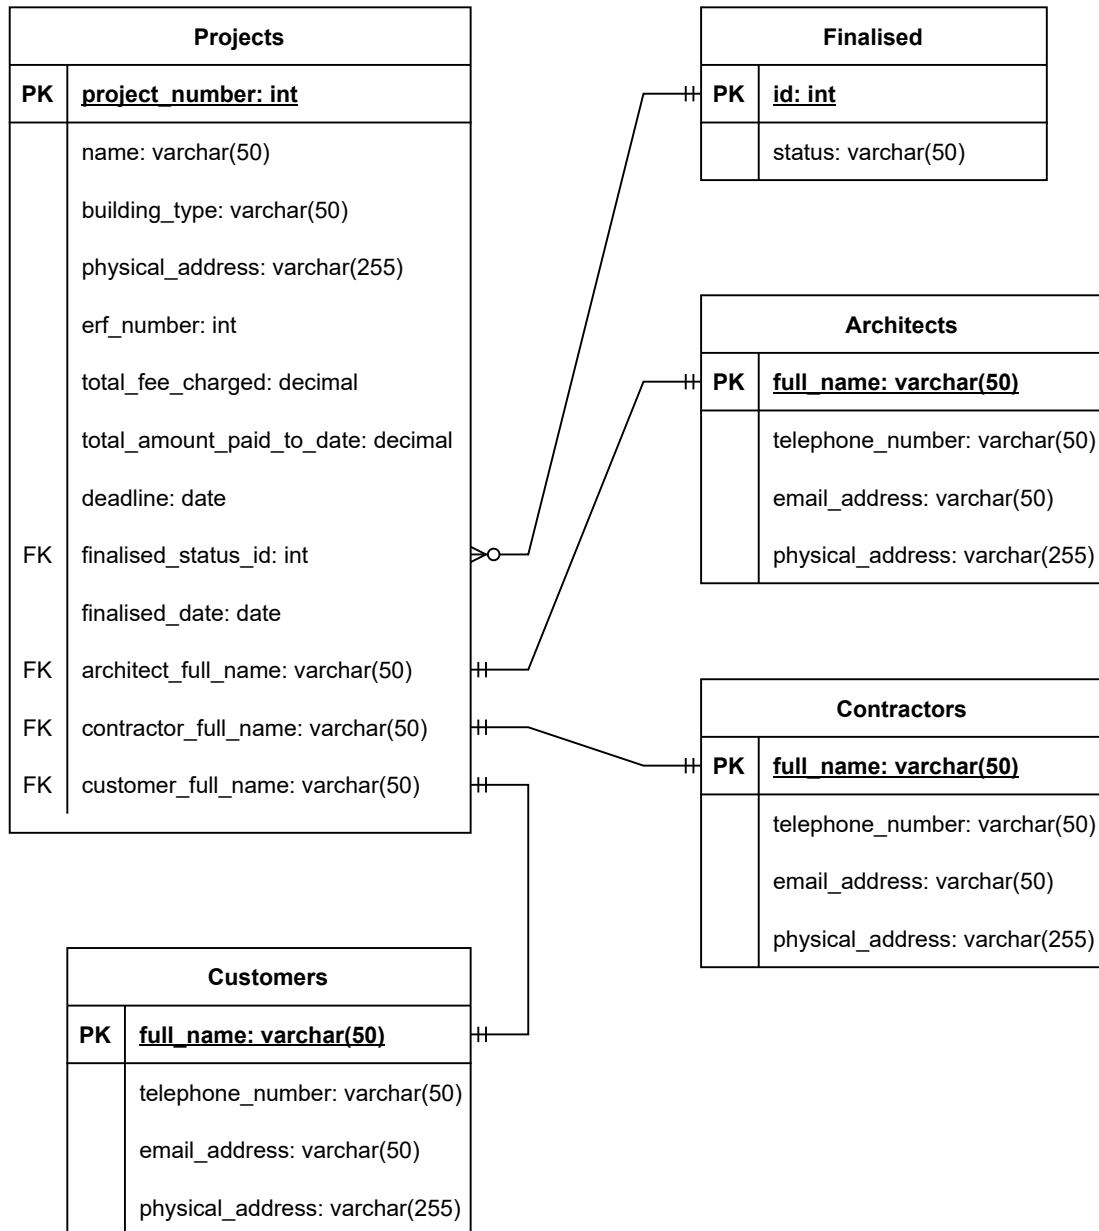 Projects
PK project_number: int
name: varchar(50)
building_type: varchar(50)
physical_address: varchar(255)
erf_number: int
total_fee_charged: decimal
total_amount_paid_to_date: decimal
deadline: date
FK finalised_status_id: int
finalised_date: date
FK architect_full_name: varchar(50)
FK contractor_full_name: varchar(50)
FK customer_full_name: varchar(50)
Finalised
PK id: int
status: varchar(50)
Architects
PK full_name: varchar(50)
telephone_number: varchar(50)
email_address: varchar(50)
physical_address: varchar(255)
Contractors
PK full_name: varchar(50)
telephone_number: varchar(50)
email_address: varchar(50)
physical_address: varchar(255)
Customers
PK full_name: varchar(50)
telephone_number: varchar(50)
email_address: varchar(50)
physical_address: varchar(255)